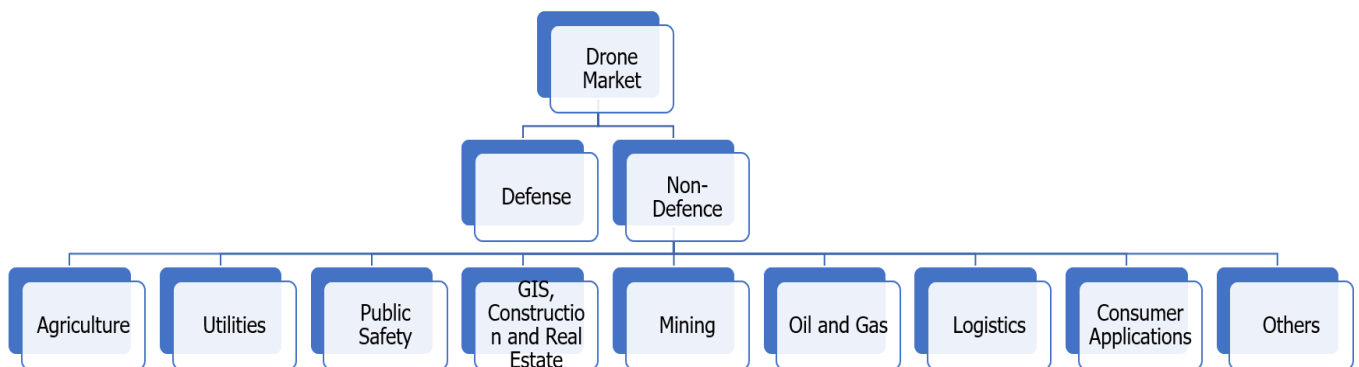 Drone
Market
Defense
Non-
Defence
Agriculture
Utilities
Public
Safety
GIS,
Constructio
n and Real
Estate
Mining
Oil and Gas
Logistics
Consumer
Applications
Others